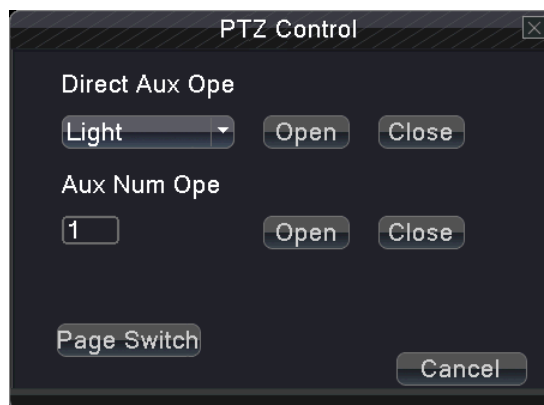 PTZ Control
Direct Aux Ope
Light Open Close
Aux Num Ope
1 Open Close
Page Switch
Cancel